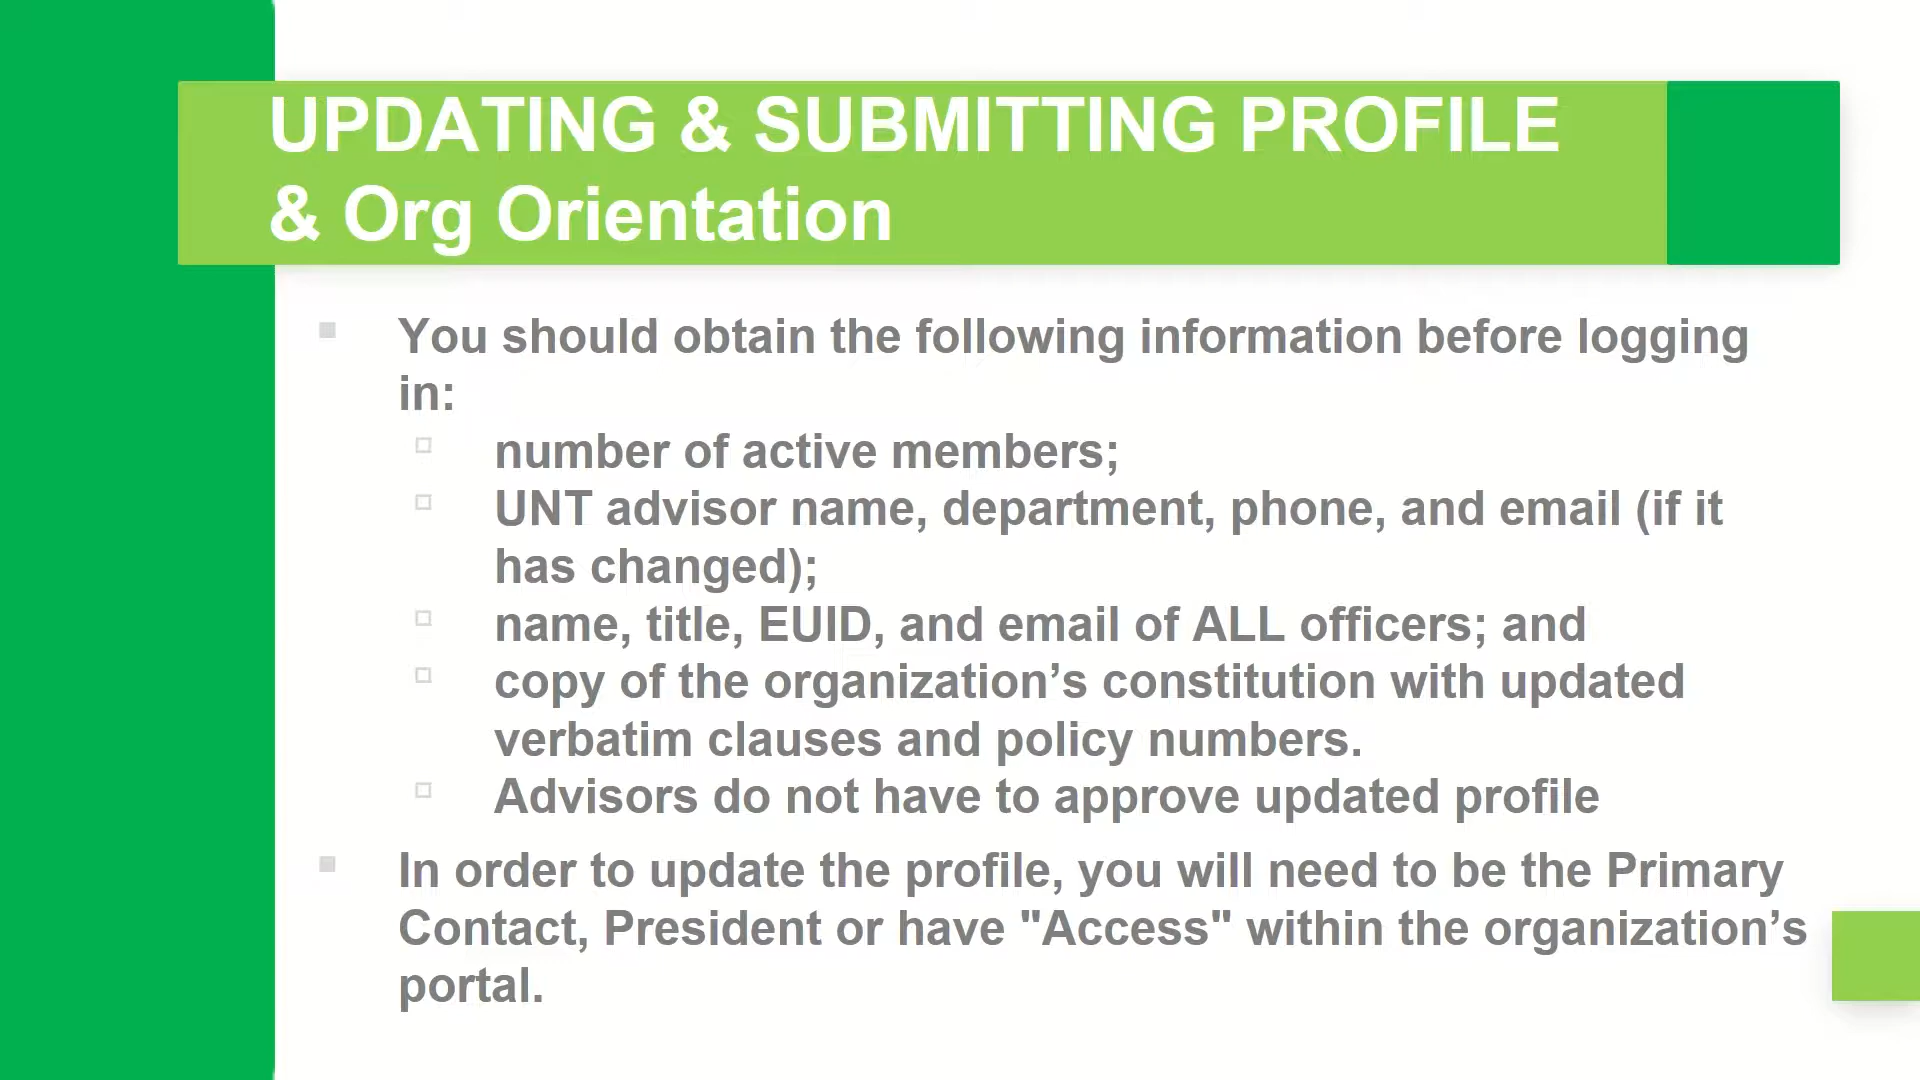 UPDATING & SUBMITTING PROFILE
& Org Orientation
You should obtain the following information before logging
in:
number of active members;
UNT advisor name, department, phone, and email (if it
has changed);
name, title, EUID, and email of ALL officers; and
copy of the organization’s constitution with updated
verbatim clauses and policy numbers.
Advisors do not have to approve updated profile
In order to update the profile, you will need to be the Primary
Contact, President or have "Access" within the organization’s
portal.